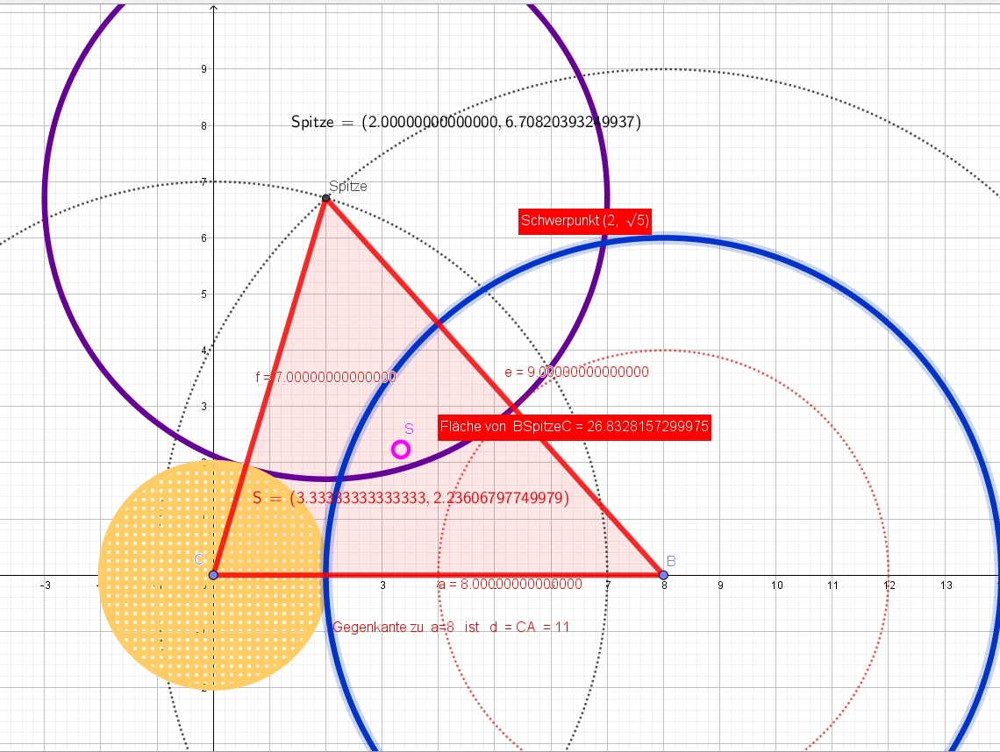 9
Spitze = (2.00000000000000, 6.70820393249937)
8
7
Spitze
Schwerpunkt (2, √5)
6
5
4
f = 7.00000000000000
e = 9.00000000000000
3
S
Fläche von BSpitzeC = 26.8328157299975
S = (3.33333333333333, 2.23606797749979)
C
B
-3
3
7
8
9
10
11
12
13
a = 8.00000000000000
Gegenkante zu a=8 ist d = CA = 11